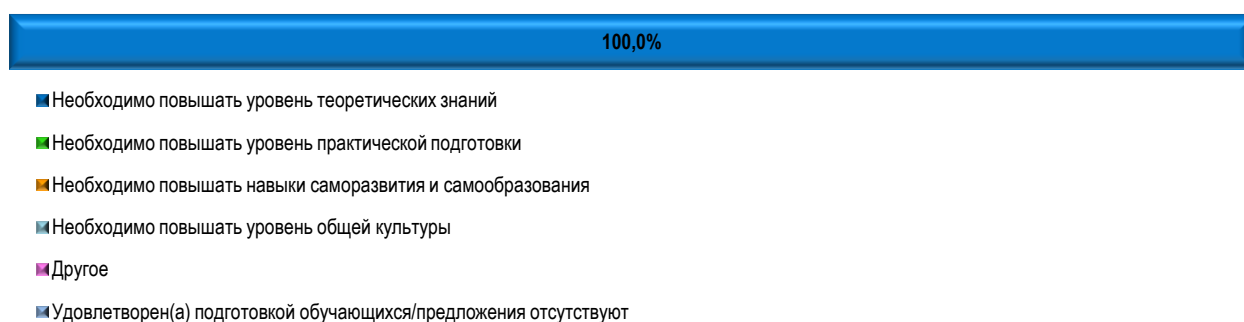 100,0%
Необходимо повышать уровень теоретических знаний
Необходимо повышать уровень практической подготовки
Необходимо повышать навыки саморазвития и самообразования
Необходимо повышать уровень общей культуры
Другое
Удовлетворен(а) подготовкой обучающихся/предложения отсутствуют